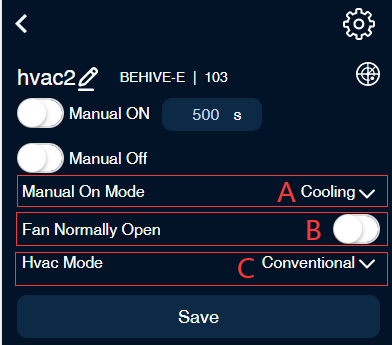 hvac2 BEHIVE-E | 103
Manual ON 500 s
Manual Off
Manual On Mode A Cooling
Fan Normally Open B
Hvac Mode C Conventional
Save